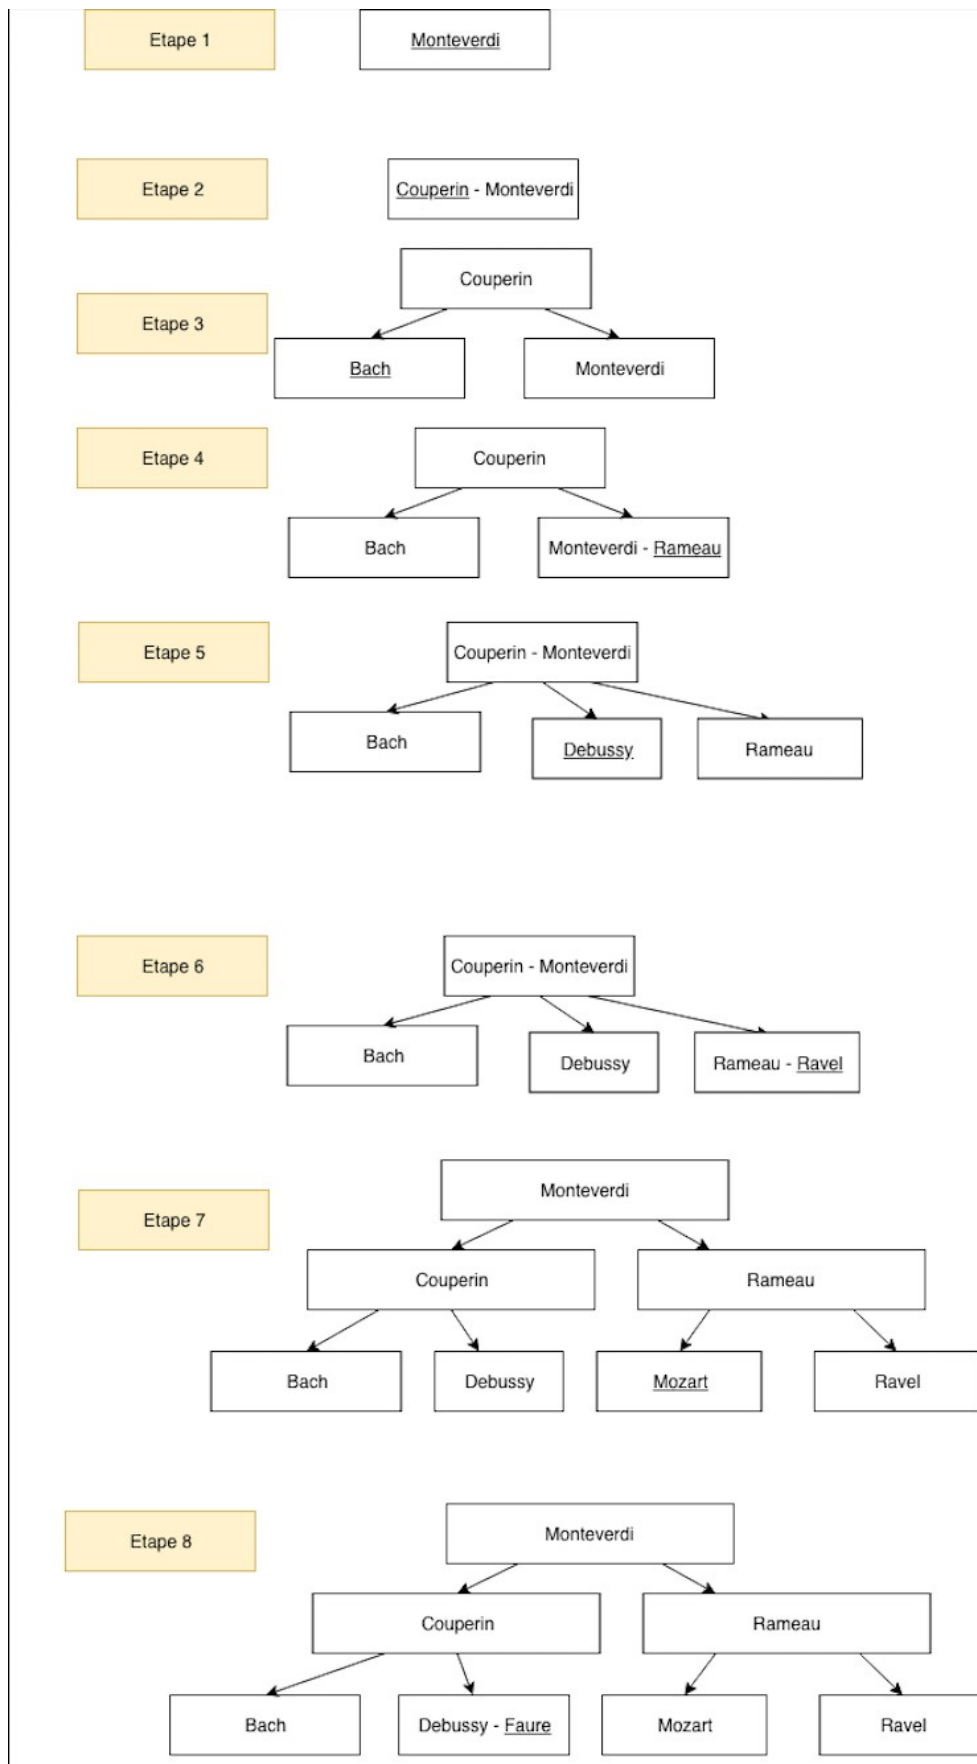 Etape 1
Monteverdi
Etape 2
Couperin - Monteverdi
Etape 3
Couperin
Bach
Monteverdi
Etape 4
Couperin
Bach
Monteverdi - Rameau
Etape 5
Couperin - Monteverdi
Bach
Debussy
Rameau
Etape 6
Couperin - Monteverdi
Bach
Debussy
Rameau - Ravel
Etape 7
Monteverdi
Couperin
Rameau
Bach
Debussy
Mozart
Ravel
Etape 8
Monteverdi
Couperin
Rameau
Bach
Debussy - Faure
Mozart
Ravel